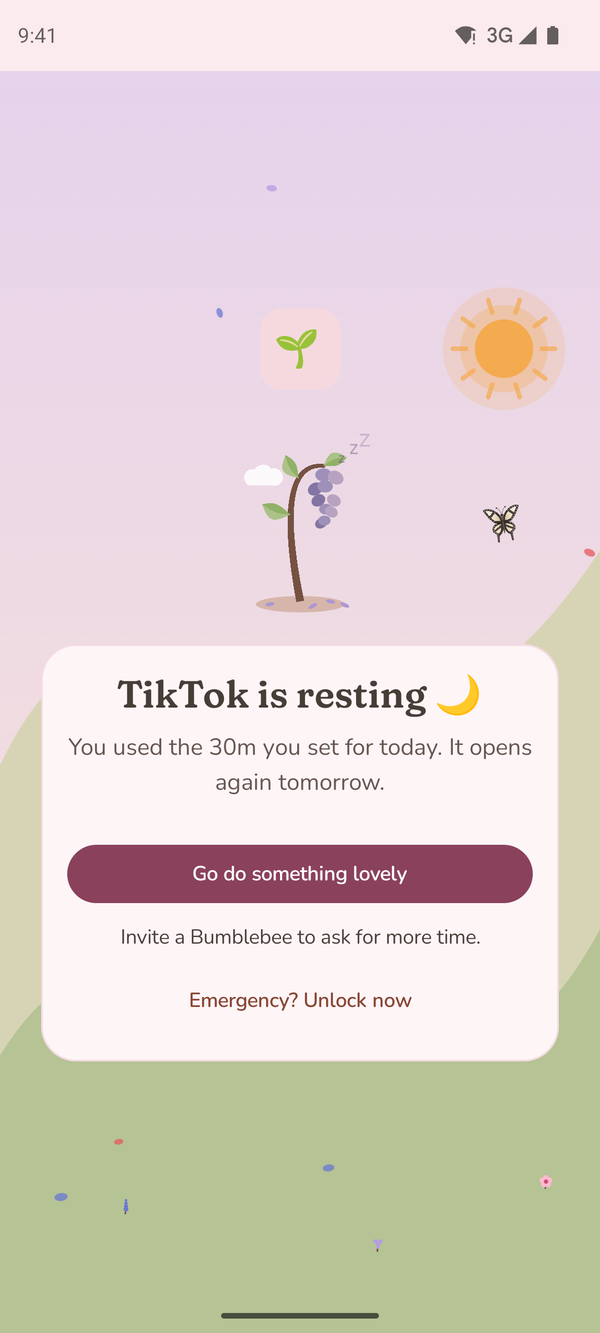 9:41
3G
z z Z
TikTok is resting 🌙
You used the 30m you set for today. It opens
again tomorrow.
Go do something lovely
Invite a Bumblebee to ask for more time.
Emergency? Unlock now